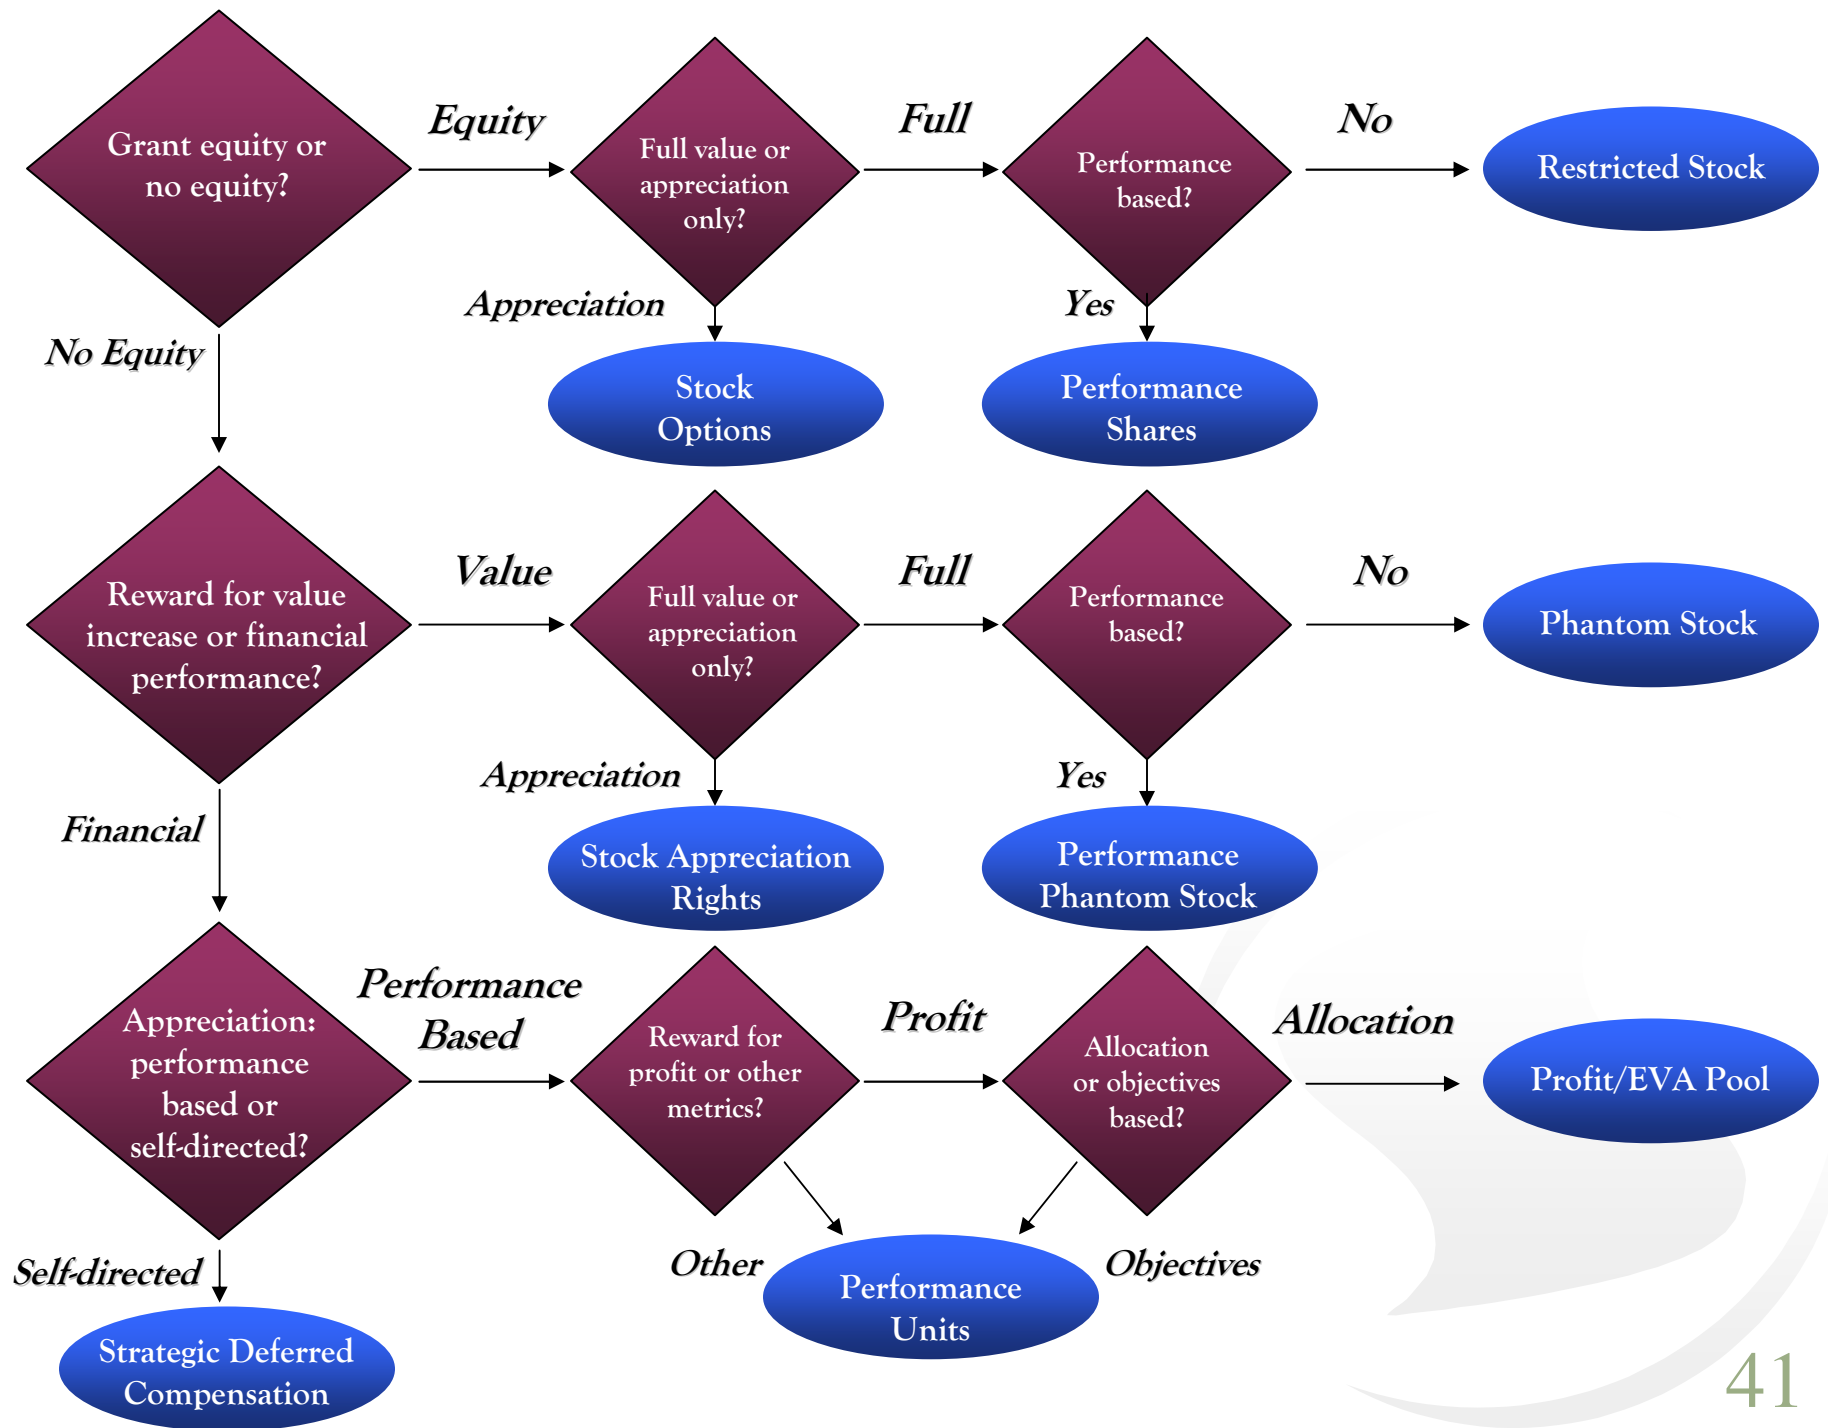 Grant equity or
no equity?
Equity
Full value or
appreciation
only?
Full
Performance
based?
No
Restricted Stock
No Equity
Appreciation
Stock
Options
Yes
Performance
Shares
Reward for value
increase or financial
performance?
Value
Full value or
appreciation
only?
Full
Performance
based?
No
Phantom Stock
Financial
Appreciation
Stock Appreciation
Rights
Yes
Performance
Phantom Stock
Appreciation:
performance
based or
self-directed?
Performance
Based
Reward for
profit or other
metrics?
Profit
Allocation
or objectives
based?
Allocation
Profit/EVA Pool
Self-directed
Strategic Deferred
Compensation
Other
Performance
Units
Objectives
41